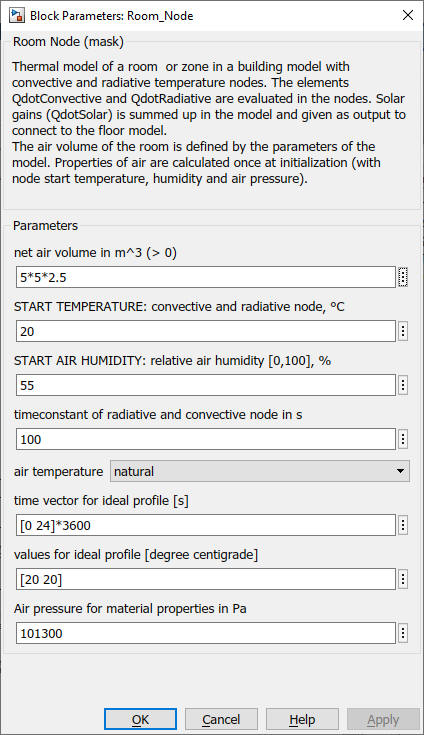 Block Parameters: Room_Node
Room Node (mask)
Thermal model of a room  or zone in a building model with
convective and radiative temperature nodes. The elements
QdotConvective and QdotRadiative are evaluated in the nodes. Solar
gains (QdotSolar) is summed up in the model and given as output to
connect to the floor model.
The air volume of the room is defined by the parameters of the
model. Properties of air are calculated once at initialization (with
node start temperature, humidity and air pressure).
Parameters
net air volume in m^3 (> 0)
5*5*2.5
START TEMPERATURE: convective and radiative node, ºC
20
START AIR HUMIDITY: relative air humidity [0,100], %
55
timeconstant of radiative and convective node in s
100
air temperature natural
time vector for ideal profile [s]
[0 24]*3600
values for ideal profile [degree centigrade]
[20 20]
Air pressure for material properties in Pa
101300
OK Cancel Help Apply